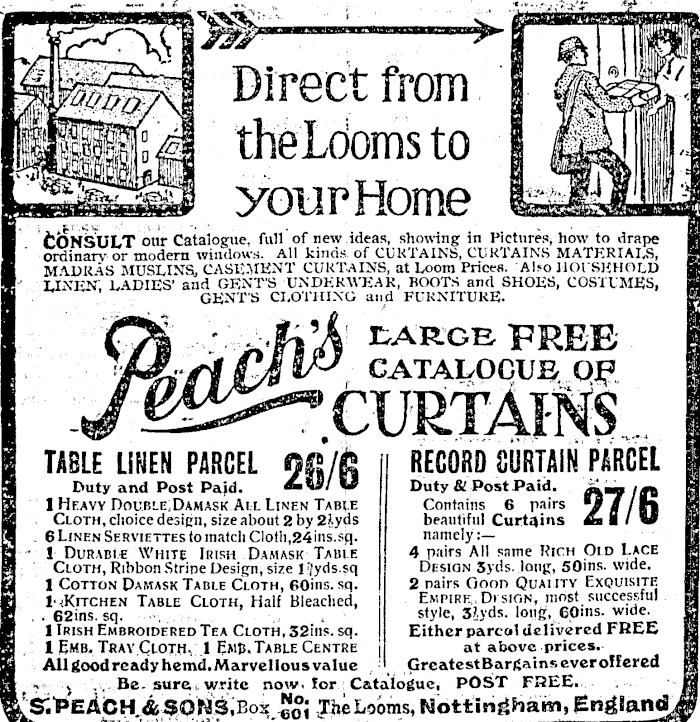 Direct from
the Looms to
your Home
CONSULT our Catalogue, full of new ideas, showing in Pictures, how to drape
ordinary or modern windows. All kinds of CURTAINS, CURTAINS MATERIALS,
MADRAS MUSLINS, CASEMENT CURTAINS, at Loom Prices. Also HOUSEHOLD
LINEN, LADIES' and GENT'S UNDERWEAR, BOOTS and SHOES, COSTUMES,
GENT'S CLOTHING and FURNITURE.
Peach's LARGE FREE
CATALOGUE OF
CURTAINS
TABLE LINEN PARCEL
Duty and Post Paid. 26/6
1 HEAVY DOUBLE DAMASK ALL LINEN TABLE
CLOTH, choice design, size about 2 by 2½yds
6 LINEN SERVIETTES to match Cloth, 24ins. sq.
1 DURABLE WHITE IRISH DAMASK TABLE
CLOTH, Ribbon Stripe Design, size yds.sq
1 COTTON DAMASK TABLE CLOTH, 60ins. sq
1 KITCHEN TABLE CLOTH, Half Bleached,
62ins. sq.
1 IRISH EMBROIDERED TEA CLOTH, 32ins. sq.
1 EMB. TRAY CLOTH. 1 EMB. TABLE CENTRE
All good ready hemd. Marvellous value
RECORD CURTAIN PARCEL
Duty & Post Paid.
Contains 6 pairs
beautiful Curtains 27/6
namely:—
4 pairs All same RICH OLD LACE
DESIGN 3yds. long, 50ins. wide.
2 pairs GOOD QUALITY EXQUISITE
EMPIRE DESIGN, most successful
style, 3½yds. long, 60ins. wide.
Either parcel delivered FREE
at above prices.
Greatest Bargains ever offered
Be sure write now for Catalogue, POST FREE.
S. PEACH & SONS, Box No. 601 The Looms, Nottingham, England